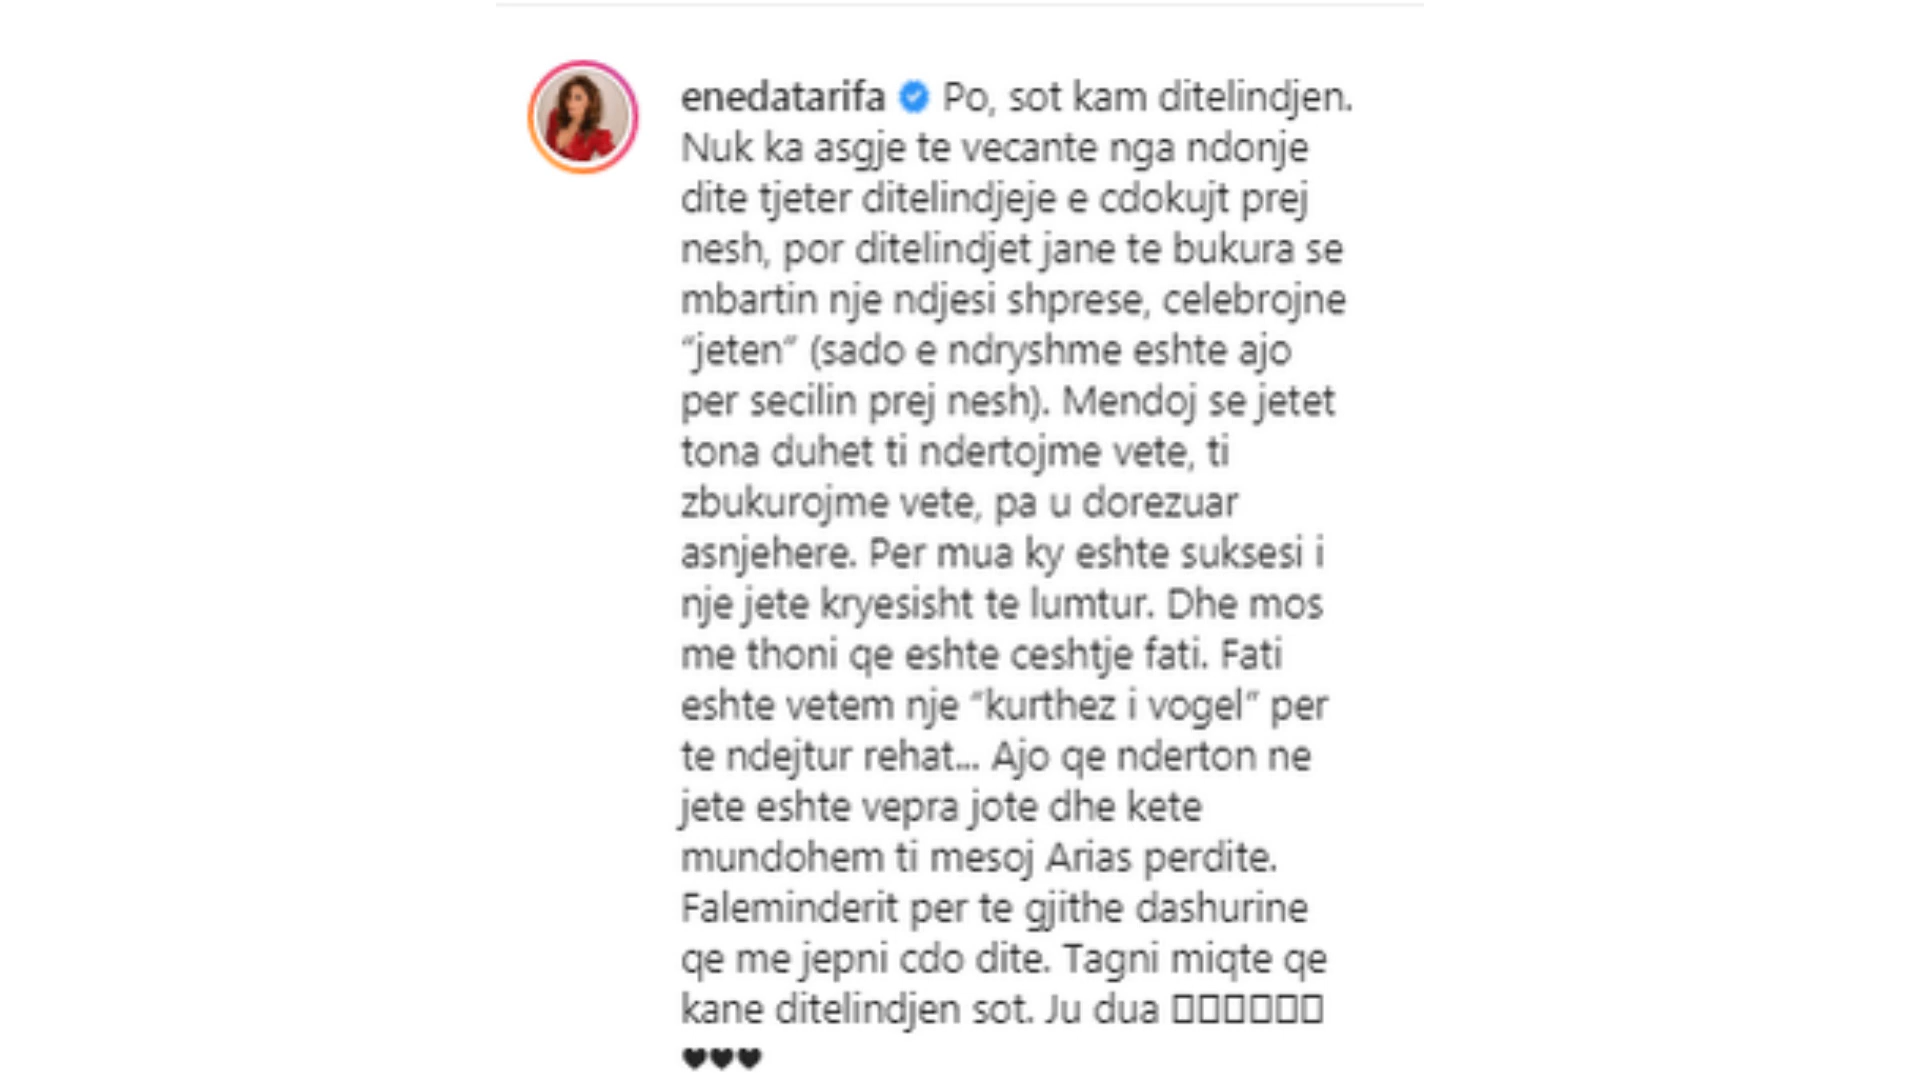 enedatarifa Po, sot kam ditelindjen.
Nuk ka asgje te vecante nga ndonje
dite tjeter ditelindjeje e cdokujt prej
nesh, por ditelindjet jane te bukura se
mbartin nje ndjesi shprese, celebrojne
“jeten” (sado e ndryshme eshte ajo
per secilin prej nesh). Mendoj se jetet
tona duhet ti ndertojme vete, ti
zbukurojme vete, pa u dorezuar
asnjehere. Per mua ky eshte suksesi i
nje jete kryesisht te lumtur. Dhe mos
me thoni qe eshte ceshtje fati. Fati
eshte vetem nje “kurthez i vogel” per
te ndejtur rehat... Ajo qe nderton ne
jete eshte vepra jote dhe kete
mundohem ti mesoj Arias perdite.
Faleminderit per te gjithe dashurine
qe me jepni cdo dite. Tagni miqte qe
kane ditelindjen sot. Ju dua □□□□□□
♥♥♥